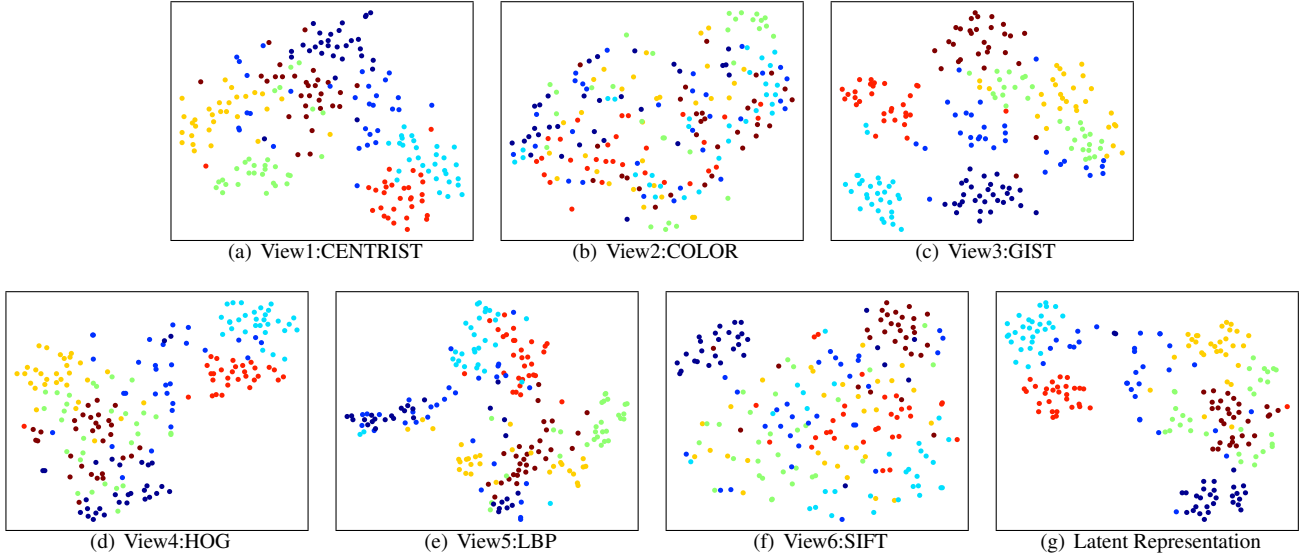 (a) View1:CENTRIST
(b) View2:COLOR
(c) View3:GIST
(d) View4:HOG
(e) View5:LBP
(f) View6:SIFT
(g) Latent Representation